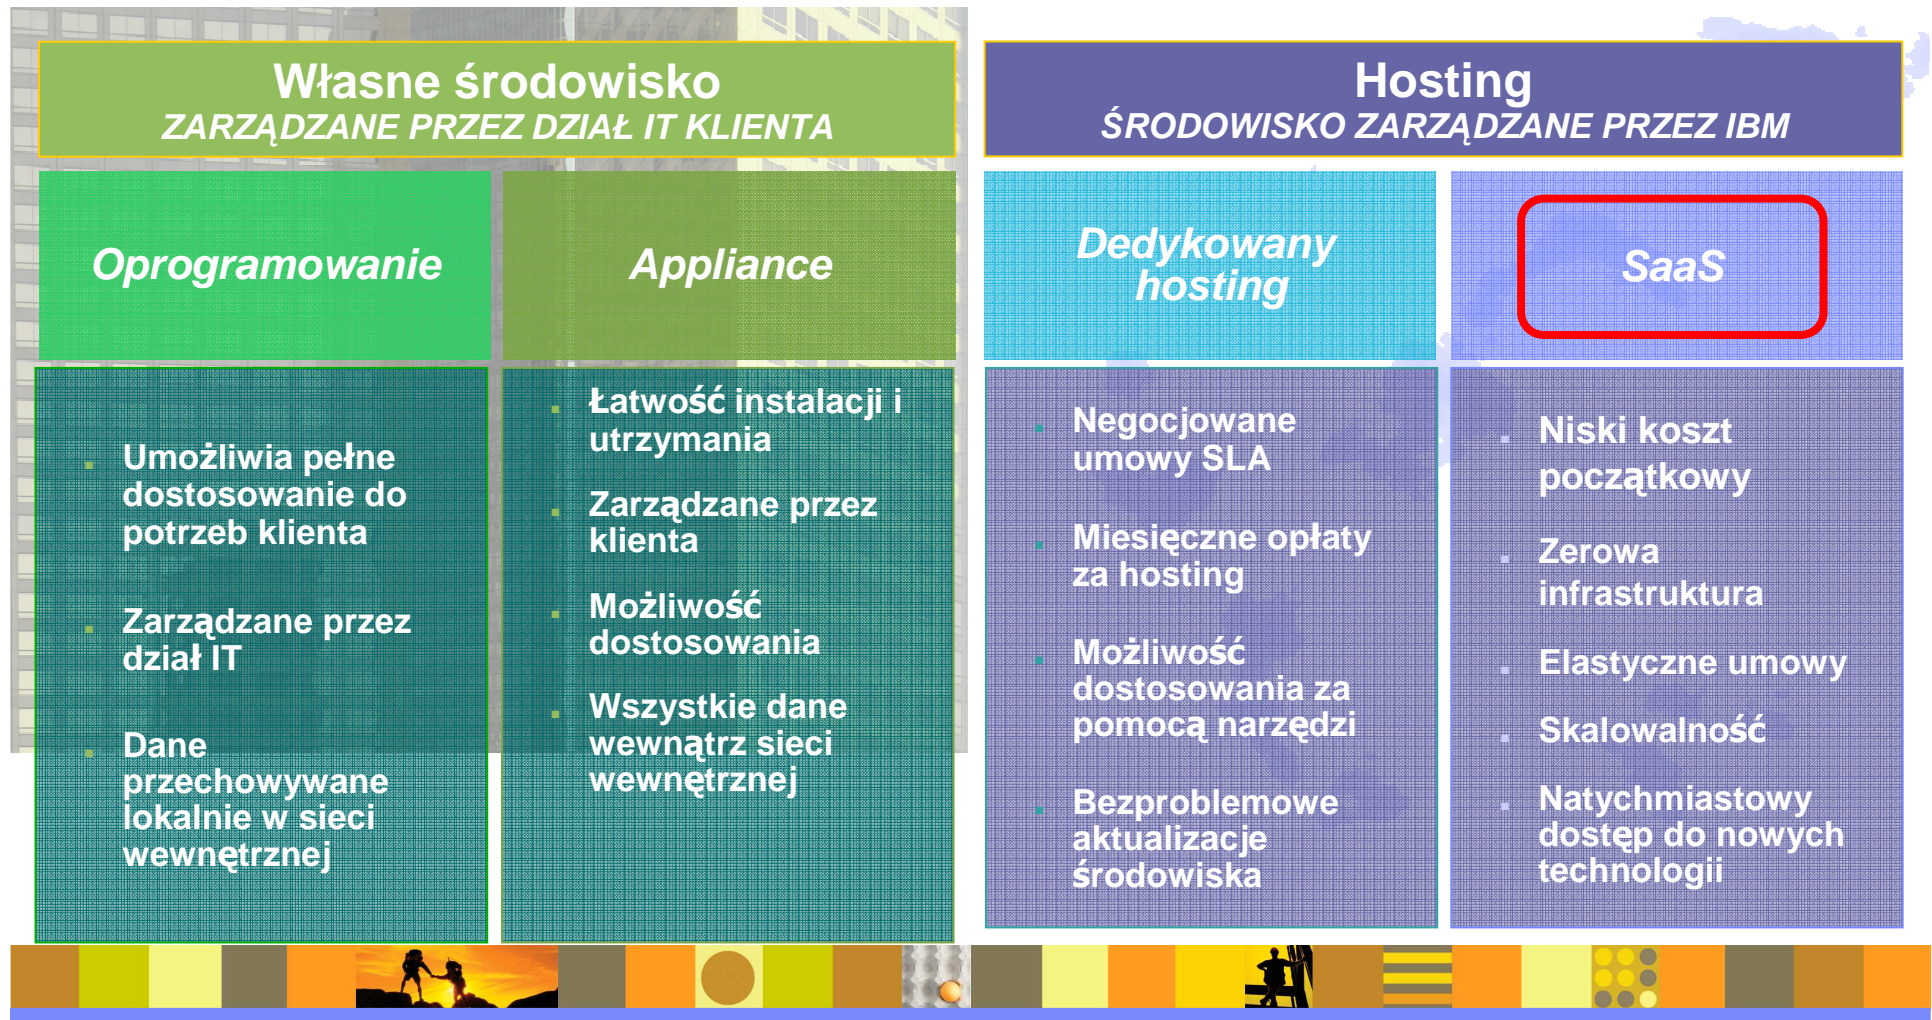 Własne środowisko
ZARZĄDZANE PRZEZ DZIAŁ IT KLIENTA
Oprogramowanie
Umożliwia pełne
dostosowanie do
potrzeb klienta
Zarządzane przez
dział IT
Dane
przechowywane
lokalnie w sieci
wewnętrznej
Appliance
Łatwość instalacji i
utrzymania
Zarządzane przez
klienta
Możliwość
dostosowania
Wszystkie dane
wewnątrz sieci
wewnętrznej
Hosting
ŚRODOWISKO ZARZĄDZANE PRZEZ IBM
Dedykowany
hosting
Negocjowane
umowy SLA
Miesięczne opłaty
za hosting
Możliwość
dostosowania za
pomocą narzędzi
Bezproblemowe
aktualizacje
środowiska
SaaS
Niski koszt
początkowy
Zerowa
infrastruktura
Elastyczne umowy
Skalowalność
Natychmiastowy
dostęp do nowych
technologii